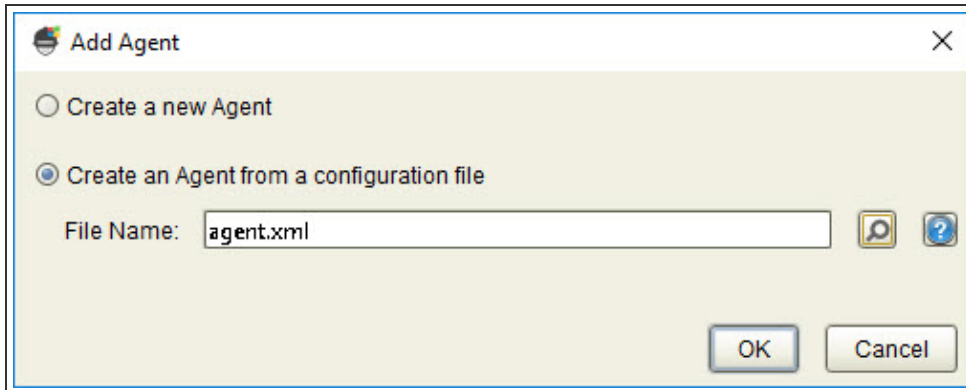 Add Agent
Create a new Agent
Create an Agent from a configuration file
File Name: agent.xml
OK Cancel